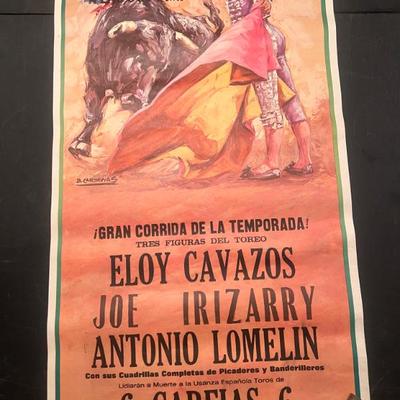 B. CARDENAS
¡GRAN CORRIDA DE LA TEMPORADA!
TRES FIGURAS DEL TOREO
ELOY CAVAZOS
JOE IRIZARRY
ANTONIO LOMELIN
Con sus Cuadrillas Completas de Picadores y Banderilleros
Lidiarán a Muerte a la Usanza Española Toros de